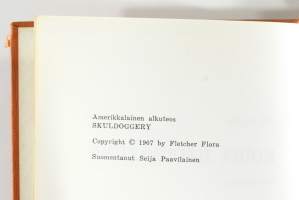 Amerikkalainen alkuteos
SKULDOGGERY
Copyright © 1967 by Fletcher Flora
Suomentanut Seija Paavilainen